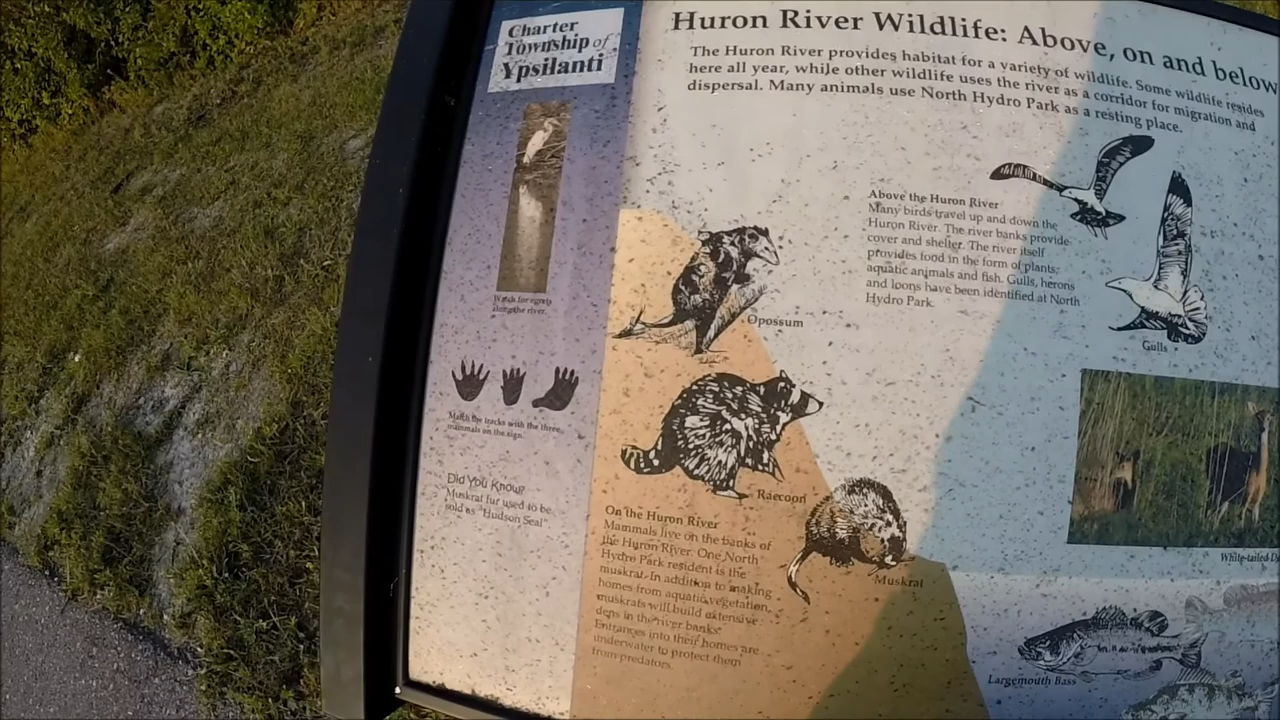 Charter
Township of
Ypsilanti
Watch for egrets
along the river.
Match the tracks with the three
mammals on the sign.
Did You Know?
Muskrat fur used to be
sold as "Hudson Seal"
Huron River Wildlife: Above, on and below
The Huron River provides habitat for a variety of wildlife. Some wildlife resides
here all year, while other wildlife uses the river as a corridor for migration and
dispersal. Many animals use North Hydro Park as a resting place.
Above the Huron River
Many birds travel up and down the
Huron River. The river banks provide
cover and shelter. The river itself
provides food in the form of plants,
aquatic animals and fish. Gulls, herons
and loons have been identified at North
Hydro Park.
Gulls
Opossum
Raccoon
Muskrat
On the Huron River
Mammals live on the banks of
the Huron River. One North
Hydro Park resident is the
muskrat. In addition to making
homes from aquatic vegetation,
muskrats will build extensive
dens in the river banks.
Entrances into their homes are
underwater to protect them
from predators.
White-tailed D
Largemouth Bass